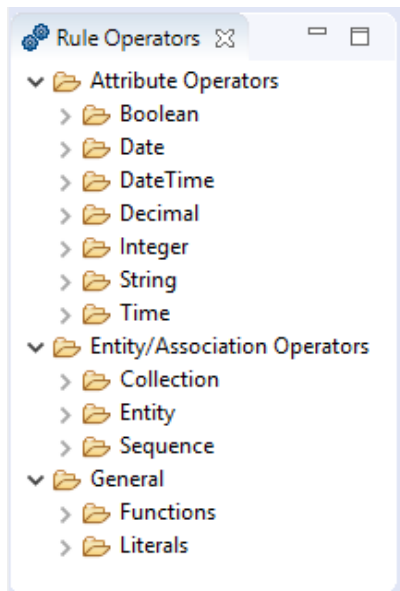 Rule Operators
Attribute Operators
Boolean
Date
DateTime
Decimal
Integer
String
Time
Entity/Association Operators
Collection
Entity
Sequence
General
Functions
Literals